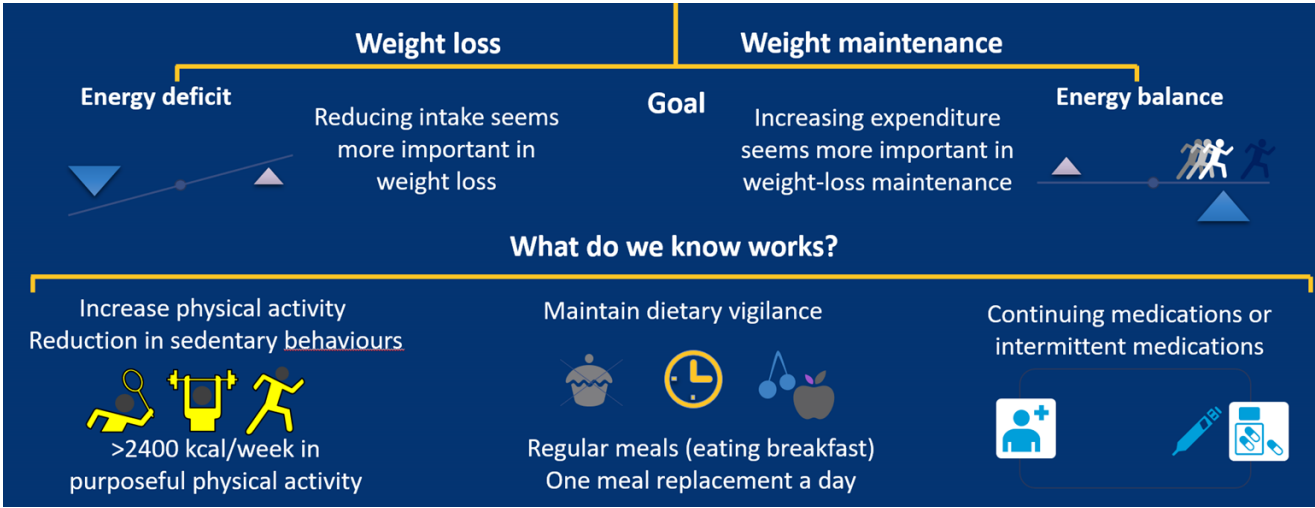 Weight loss
Weight maintenance
Energy deficit
Goal
Energy balance
Reducing intake seems
more important in
weight loss
Increasing expenditure
seems more important in
weight-loss maintenance
What do we know works?
Increase physical activity
Reduction in sedentary behaviours
>2400 kcal/week in
purposeful physical activity
Maintain dietary vigilance
Regular meals (eating breakfast)
One meal replacement a day
Continuing medications or
intermittent medications